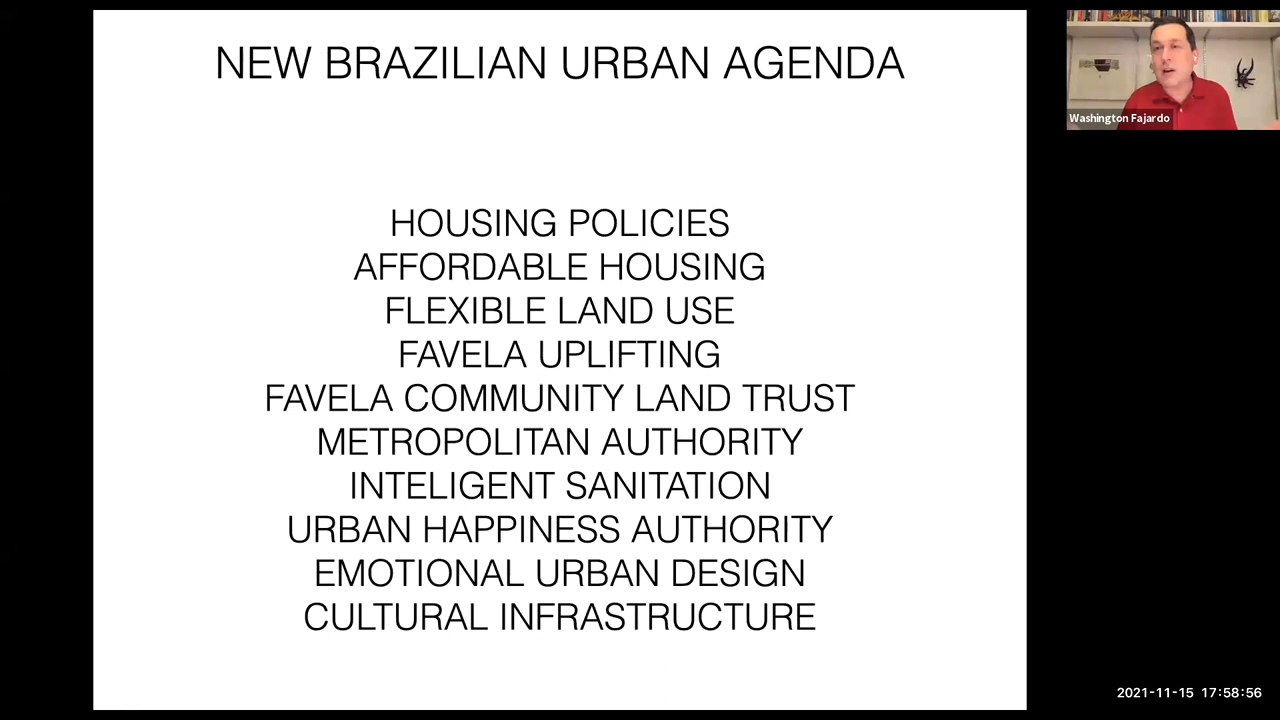 NEW BRAZILIAN URBAN AGENDA
HOUSING POLICIES
AFFORDABLE HOUSING
FLEXIBLE LAND USE
FAVELA UPLIFTING
FAVELA COMMUNITY LAND TRUST
METROPOLITAN AUTHORITY
INTELIGENT SANITATION
URBAN HAPPINESS AUTHORITY
EMOTIONAL URBAN DESIGN
CULTURAL INFRASTRUCTURE
Washington Fajardo
2021-11-15 17:58:56